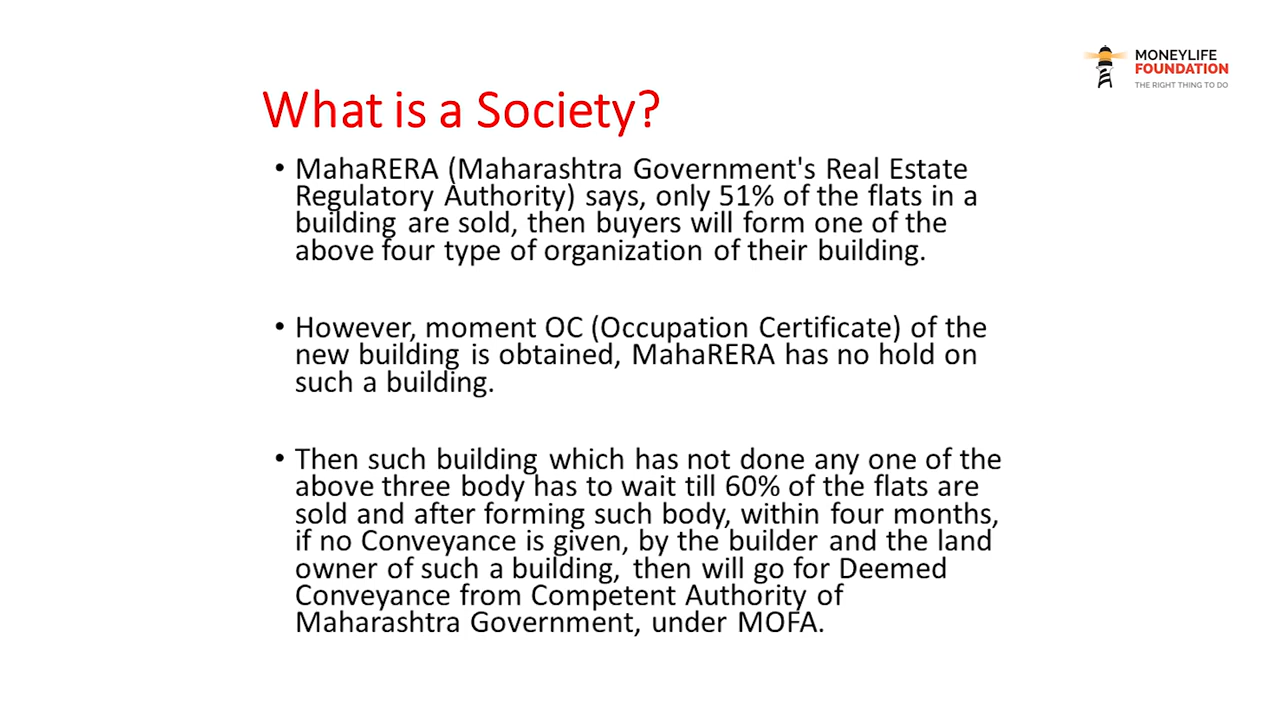 MONEYLIFE
FOUNDATION
THE RIGHT THING TO DO
What is a Society?
• MahaRERA (Maharashtra Government's Real Estate
Regulatory Authority) says, only 51% of the flats in a
building are sold, then buyers will form one of the
above four type of organization of their building.
• However, moment OC (Occupation Certificate) of the
new building is obtained, MahaRERA has no hold on
such a building.
• Then such building which has not done any one of the
above three body has to wait till 60% of the flats are
sold and after forming such body, within four months,
if no Conveyance is given, by the builder and the land
owner of such a building, then will go for Deemed
Conveyance from Competent Authority of
Maharashtra Government, under MOFA.